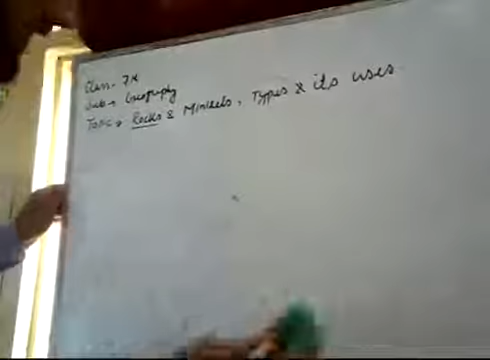 Class - 7th
Sub → Geography
Topic → Rocks & Minerals, Types & its uses